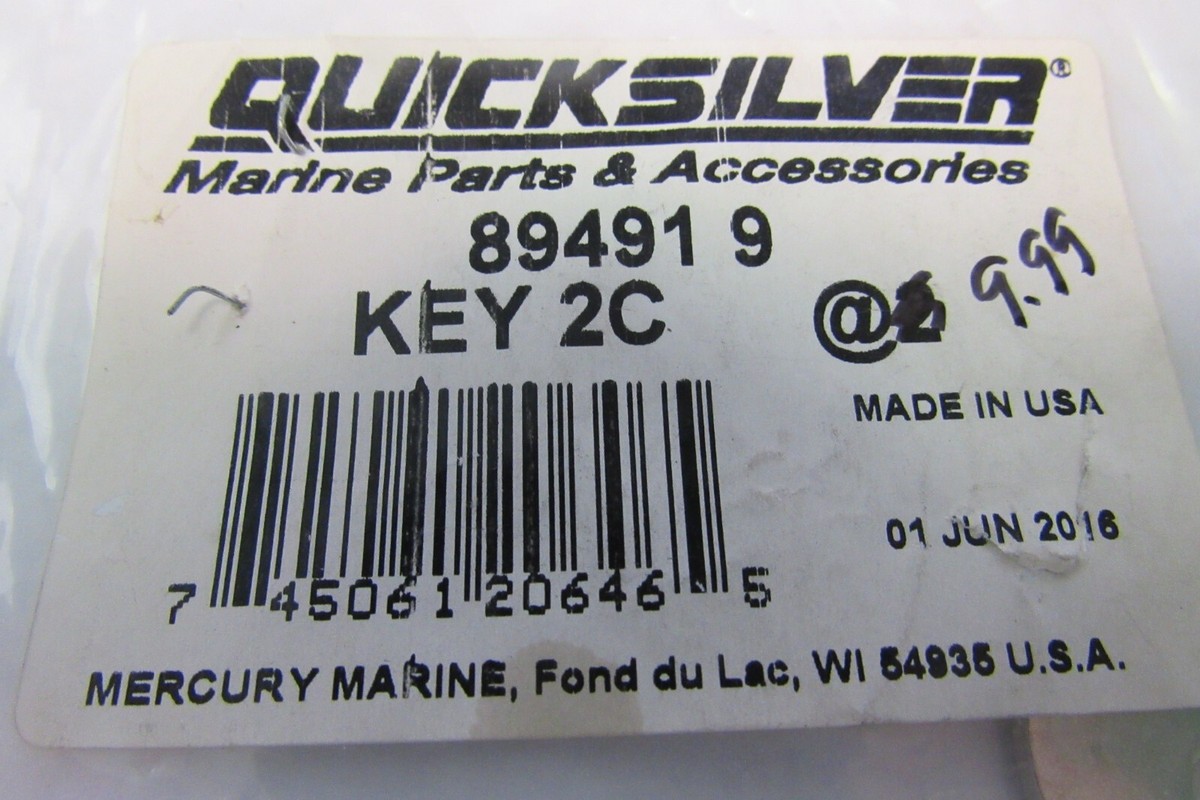 QUICKSILVER®
Marine Parts & Accessories
89491 9
KEY 2C @2 9.99
MADE IN USA
01 JUN 2016
7 45061 20646 5
MERCURY MARINE, Fond du Lac, WI 54935 U.S.A.